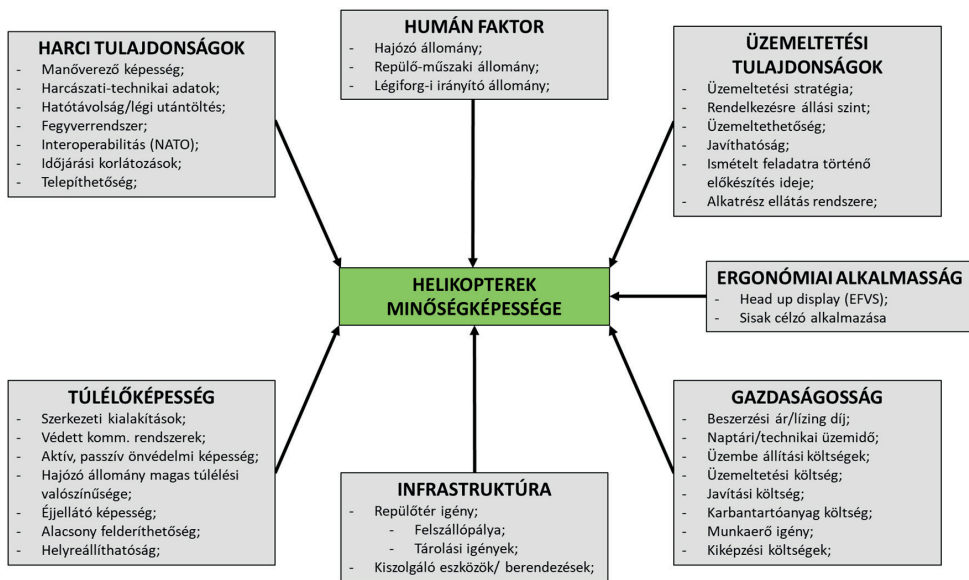 HARCI TULAJDONSÁGOK
- Manőverező képesség;
- Harcászati-technikai adatok;
- Hatótávolság/légi utántöltés;
- Fegyverrendszer;
- Interoperabilitás (NATO);
- Időjárási korlátozások;
- Telepíthetőség;
HUMÁN FAKTOR
- Hajózó állomány;
- Repülő-műszaki állomány;
- Légiforg-i irányító állomány;
ÜZEMELTETÉSI
TULAJDONSÁGOK
- Üzemeltetési stratégia;
- Rendelkezésre állási szint;
- Üzemeltethetőség;
- Javíthatóság;
- Ismételt feladatra történő
előkészítés ideje;
- Alkatrész ellátás rendszere;
HELIKOPTEREK
MINŐSÉGKÉPESSÉGE
ERGONÓMIAI ALKALMASSÁG
- Head up display (EFVS);
- Sisak célzó alkalmazása
TÚLÉLŐKÉPESSÉG
- Szerkezeti kialakítások;
- Védett komm. rendszerek;
- Aktív, passzív önvédelmi képesség;
- Hajózó állomány magas túlélési
valószínűsége;
- Éjjellátó képesség;
- Alacsony felderíthetőség;
- Helyreállíthatóság;
INFRASTRUKTÚRA
- Repülőtér igény;
- Felszállópálya;
- Tárolási igények;
- Kiszolgáló eszközök/ berendezések;
GAZDASÁGOSSÁG
- Beszerzési ár/lízing díj;
- Naptári/technikai üzemidő;
- Üzembe állítási költségek;
- Üzemeltetési költség;
- Javítási költség;
- Karbantartóanyag költség;
- Munkaerő igény;
- Kiképzési költségek;